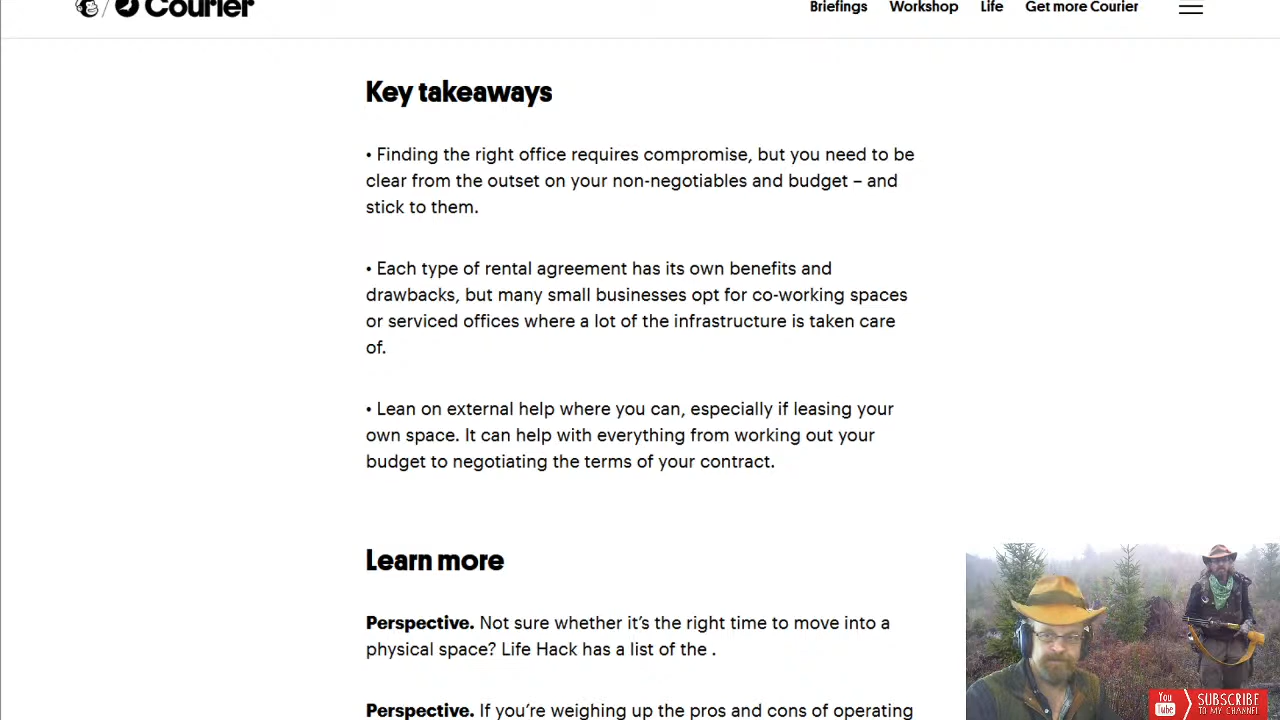 Courier
Briefings Workshop Life Get more Courier
Key takeaways
• Finding the right office requires compromise, but you need to be
clear from the outset on your non-negotiables and budget – and
stick to them.
• Each type of rental agreement has its own benefits and
drawbacks, but many small businesses opt for co-working spaces
or serviced offices where a lot of the infrastructure is taken care
of.
• Lean on external help where you can, especially if leasing your
own space. It can help with everything from working out your
budget to negotiating the terms of your contract.
Learn more
Perspective. Not sure whether it’s the right time to move into a
physical space? Life Hack has a list of the .
Perspective. If you’re weighing up the pros and cons of operating
You
Tube
SUBSCRIBE
TO MY CHANNEL